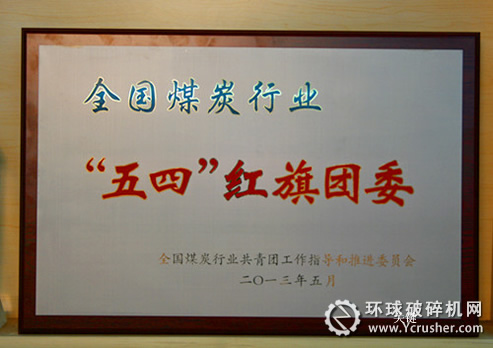 全国煤炭行业
“五四”红旗团委
全国煤炭行业共青团工作指导和推进委员会
二〇一三年五月
环球破碎机网
www.Ycrusher.com